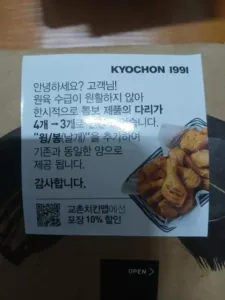 KYOCHON 1991
안녕하세요? 고객님!
원육 수급이 원활하지 않아
한시적으로 콤보 제품의 다리가
4개 → 3개로
"윙/봉(날개)"을 추가하여
기존과 동일한 양으로
제공 됩니다.
감사합니다.
교촌치킨앱에선
포장 10% 할인
OPEN